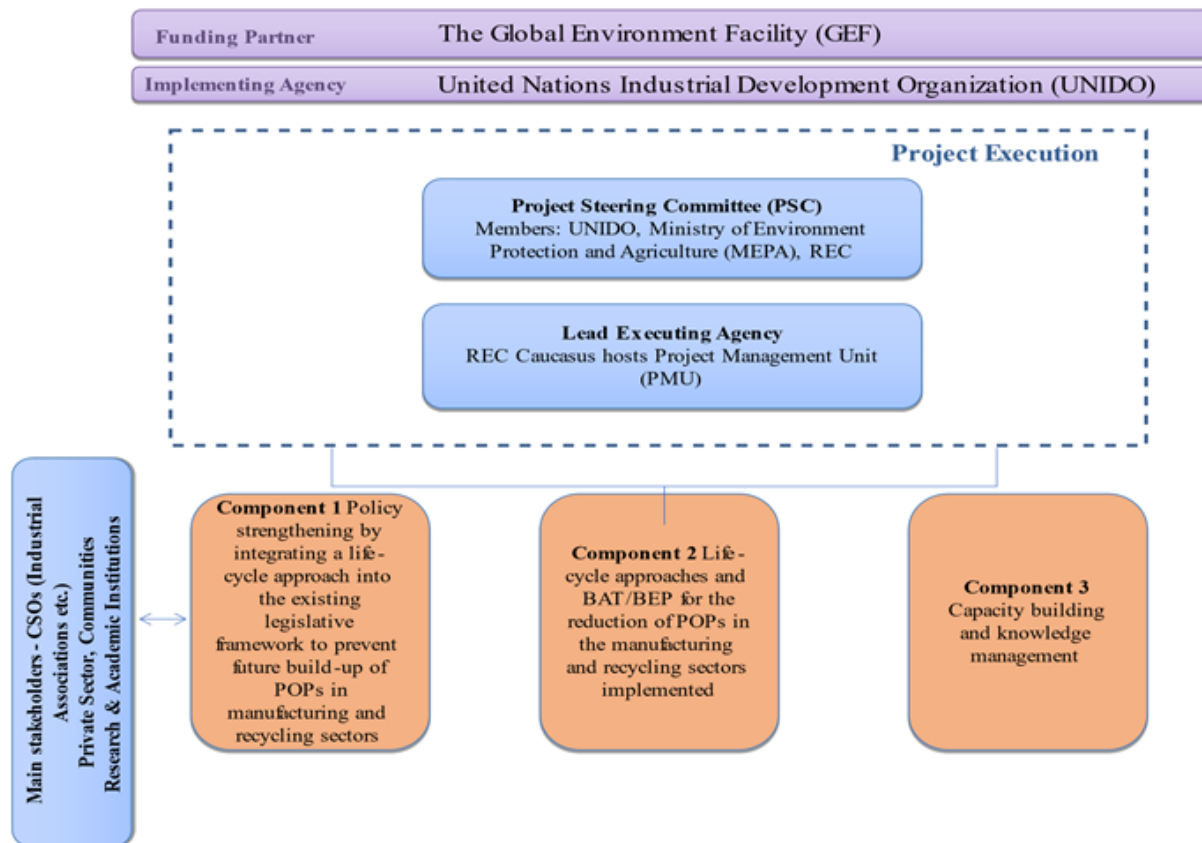 Funding Partner
The Global Environment Facility (GEF)
Implementing Agency
United Nations Industrial Development Organization (UNIDO)
Project Execution
Project Steering Committee (PSC)
Members: UNIDO, Ministry of Environment
Protection and Agriculture (MEPA), REC
Lead Executing Agency
REC Caucasus hosts Project Management Unit
(PMU)
Main stakeholders - CSOs (Industrial
Associations etc.)
Private Sector, Communities
Research & Academic Institutions
Component 1 Policy
strengthening by
integrating a life-
cycle approach into
the existing
legislative
framework to prevent
future build-up of
POPs in
manufacturing and
recycling sectors
Component 2 Life-
cycle approaches and
BAT/BEP for the
reduction of POPs in
the manufacturing
and recycling sectors
implemented
Component 3
Capacity building
and knowledge
management